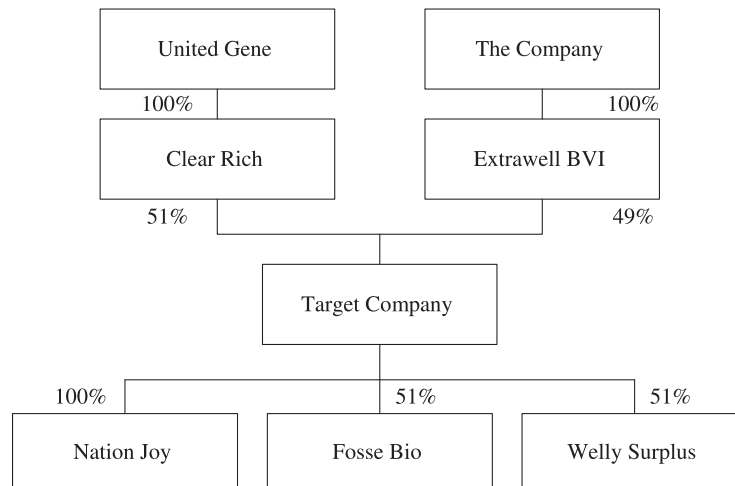 United Gene
The Company
100%
100%
Clear Rich
Extrawell BVI
51%
49%
Target Company
100%
51%
51%
Nation Joy
Fosse Bio
Welly Surplus